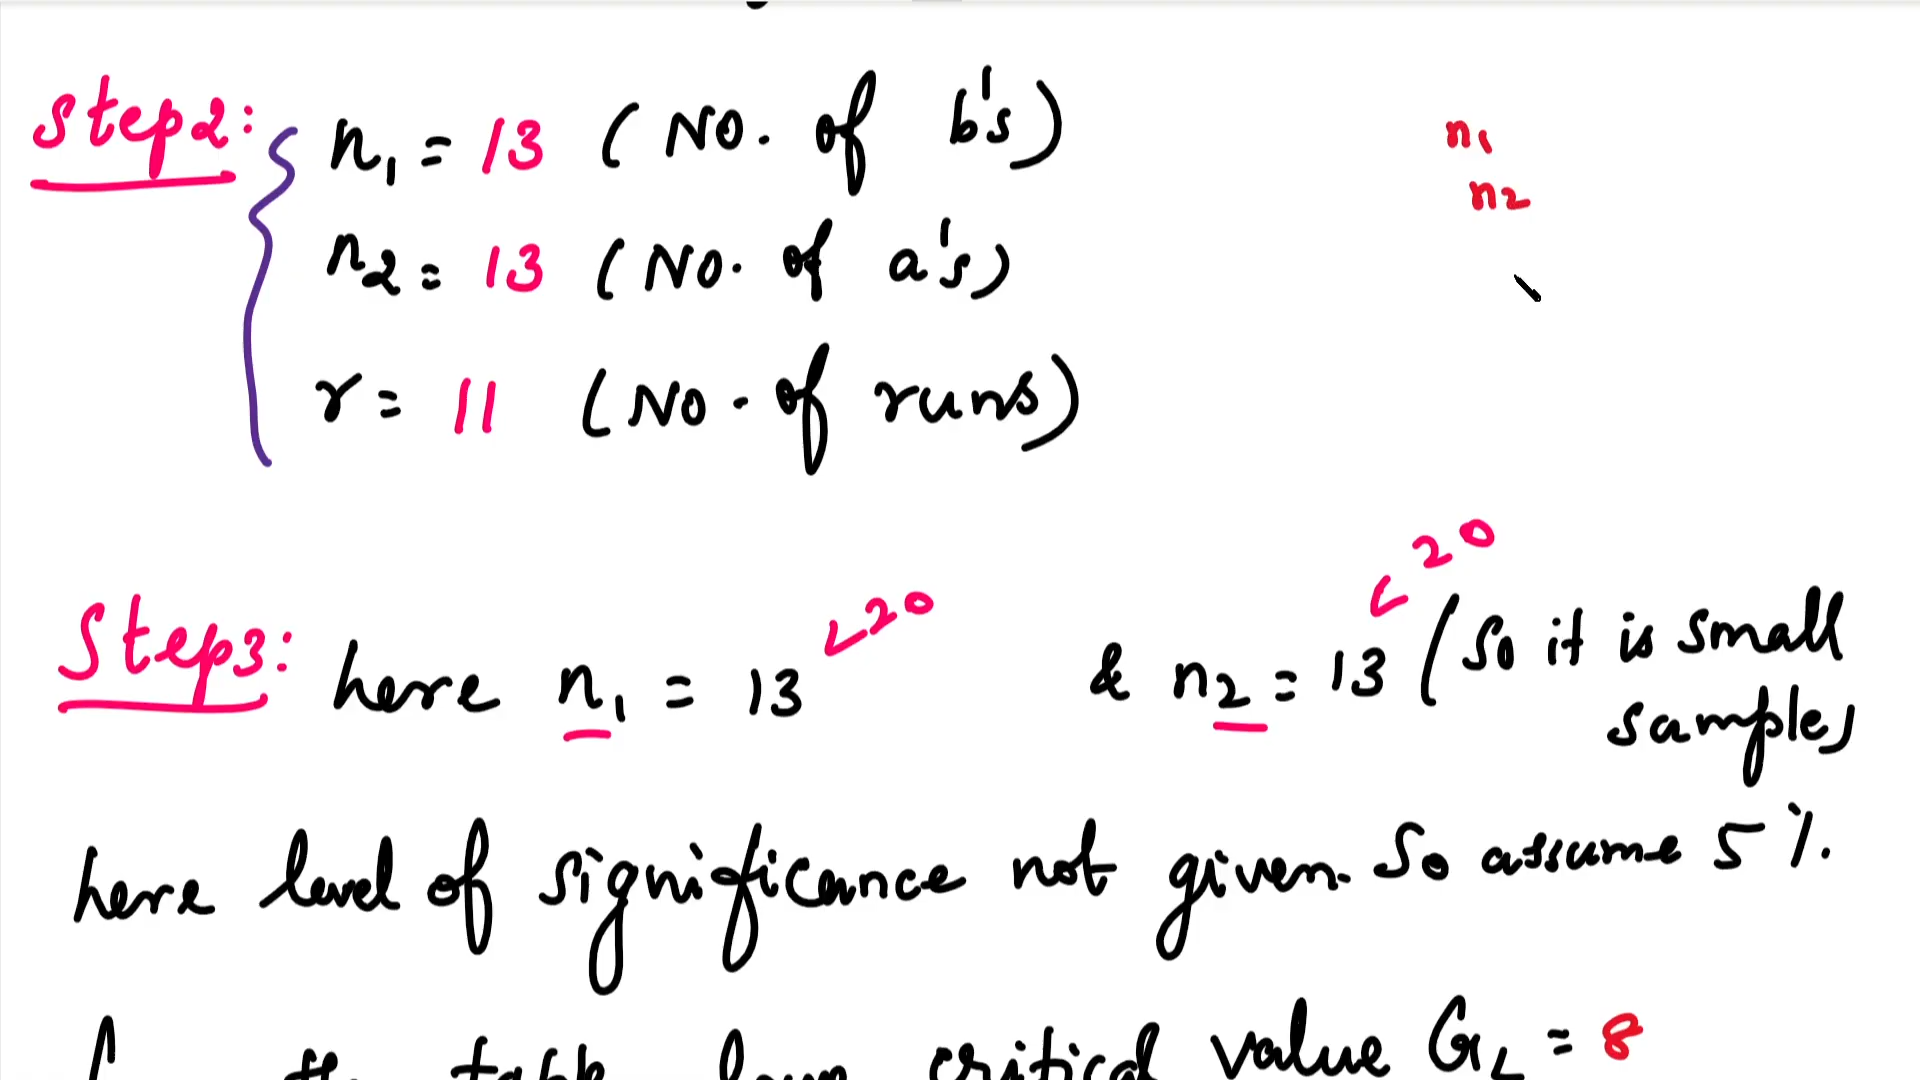 Step2: n₁ = 13 (No. of b's)
n₂ = 13 (No. of a's)
r = 11 (No. of runs)
n₁
n₂
Step3: here n₁ = 13 <20 & n₂ = 13 <20 (So it is small
samples)
here level of significance not given. So assume 5%.
critical value G_L = 8